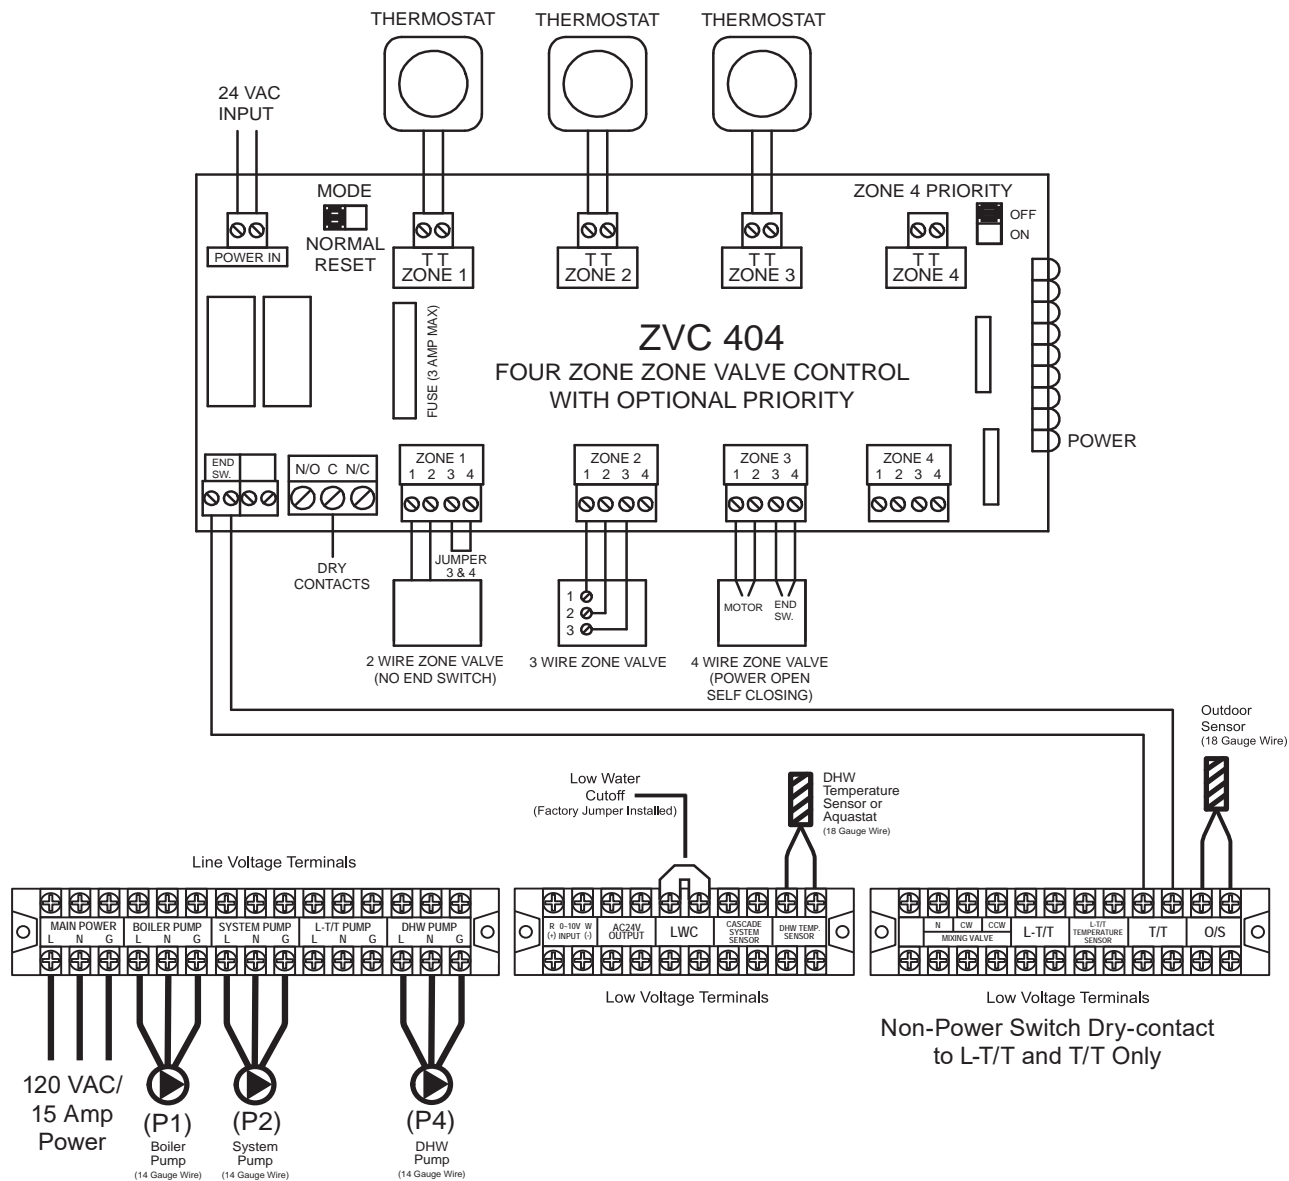 THERMOSTAT
THERMOSTAT
THERMOSTAT
24 VAC
INPUT
MODE
NORMAL
RESET
POWER IN
T T
ZONE 1
T T
ZONE 2
T T
ZONE 3
T T
ZONE 4
ZONE 4 PRIORITY
OFF
ON
FUSE (3 AMP MAX)
ZVC 404
FOUR ZONE ZONE VALVE CONTROL
WITH OPTIONAL PRIORITY
POWER
END
SW.
N/O C N/C
ZONE 1
1 2 3 4
ZONE 2
1 2 3 4
ZONE 3
1 2 3 4
ZONE 4
1 2 3 4
DRY
CONTACTS
JUMPER
3 & 4
1
2
3
MOTOR
END
SW.
2 WIRE ZONE VALVE
(NO END SWITCH)
3 WIRE ZONE VALVE
4 WIRE ZONE VALVE
(POWER OPEN
SELF CLOSING)
Outdoor
Sensor
(18 Gauge Wire)
Low Water
Cutoff
(Factory Jumper Installed)
DHW
Temperature
Sensor or
Aquastat
(18 Gauge Wire)
Line Voltage Terminals
MAIN POWER
L N G
BOILER PUMP
L N G
SYSTEM PUMP
L N G
L-T/T PUMP
L N G
DHW PUMP
L N G
R 0-10V W
(+) INPUT (-)
AC24V
OUTPUT
LWC
CASCADE
SYSTEM
SENSOR
DHW TEMP.
SENSOR
N CW CCW
MIXING VALVE
L-T/T
L-T/T
TEMPERATURE
SENSOR
T/T
O/S
Low Voltage Terminals
Low Voltage Terminals
Non-Power Switch Dry-contact
to L-T/T and T/T Only
120 VAC/
15 Amp
Power
(P1)
Boiler
Pump
(14 Gauge Wire)
(P2)
System
Pump
(14 Gauge Wire)
(P4)
DHW
Pump
(14 Gauge Wire)